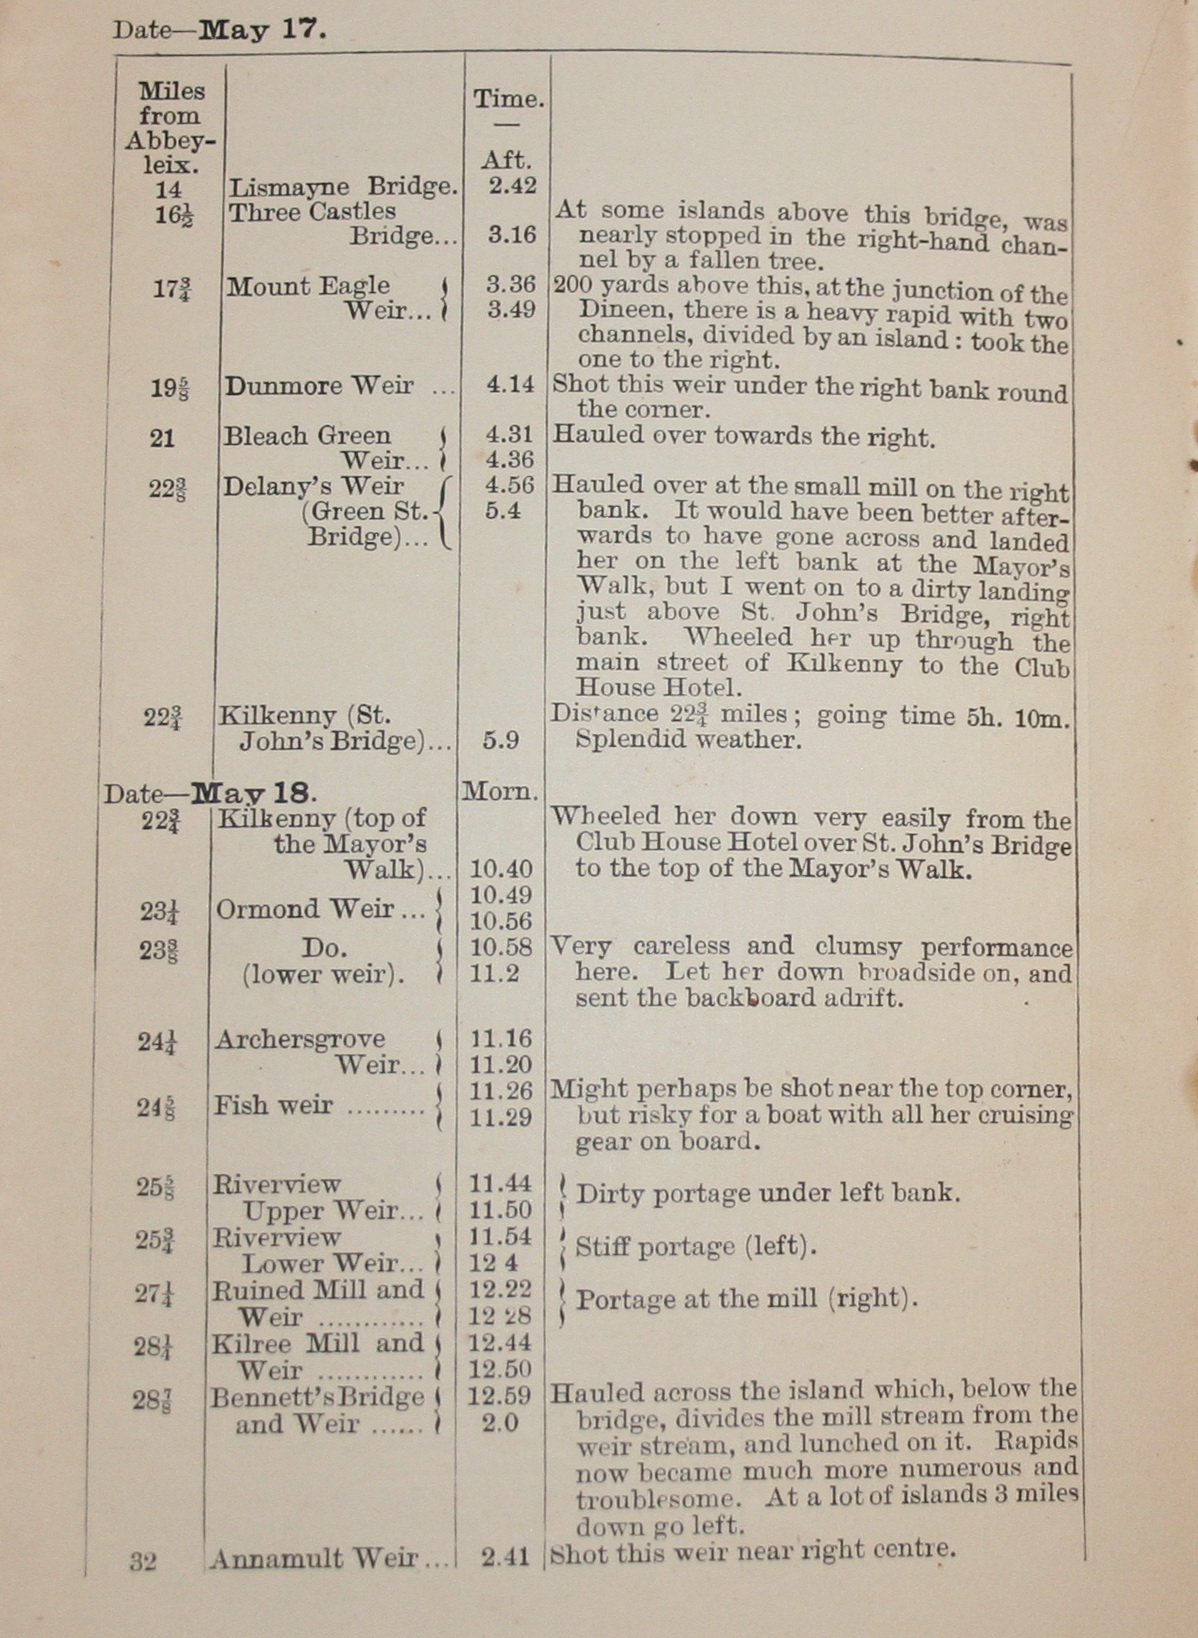 Date—May 17.
Miles
from
Abbey-
leix.
Time.
—
Aft.
14 Lismayne Bridge. 2.42
16½ Three Castles At some islands above this bridge, was
Bridge... 3.16 nearly stopped in the right-hand chan-
nel by a fallen tree.
17¾ Mount Eagle 3.36 200 yards above this, at the junction of the
Weir... 3.49 Dineen, there is a heavy rapid with two
channels, divided by an island : took the
one to the right.
19⅝ Dunmore Weir ... 4.14 Shot this weir under the right bank round
the corner.
21 Bleach Green 4.31 Hauled over towards the right.
Weir... 4.36
22⅜ Delany's Weir 4.56 Hauled over at the small mill on the right
(Green St. 5.4 bank. It would have been better after-
Bridge)... wards to have gone across and landed
her on the left bank at the Mayor's
Walk, but I went on to a dirty landing
just above St. John's Bridge, right
bank. Wheeled her up through the
main street of Kilkenny to the Club
House Hotel.
22¾ Kilkenny (St. Distance 22¾ miles ; going time 5h. 10m.
John's Bridge)... 5.9 Splendid weather.
Date—May 18. Morn.
22¾ Kilkenny (top of Wheeled her down very easily from the
the Mayor's Club House Hotel over St. John's Bridge
Walk)... 10.40 to the top of the Mayor's Walk.
10.49
23¼ Ormond Weir ...
10.56
23⅜ Do. 10.58 Very careless and clumsy performance
(lower weir). 11.2 here. Let her down broadside on, and
sent the backboard adrift.
24¼ Archersgrove 11.16
Weir... 11.20
11.26 Might perhaps be shot near the top corner,
24⅝ Fish weir .........
11.29 but risky for a boat with all her cruising
gear on board.
25⅝ Riverview 11.44
Upper Weir... 11.50 Dirty portage under left bank.
25¾ Riverview 11.54
Lower Weir... 12 4 Stiff portage (left).
27¼ Ruined Mill and 12.22
Weir ............ 12 28 Portage at the mill (right).
28¼ Kilree Mill and 12.44
Weir ............ 12.50
28⅞ Bennett's Bridge 12.59 Hauled across the island which, below the
and Weir ...... 2.0 bridge, divides the mill stream from the
weir stream, and lunched on it. Rapids
now became much more numerous and
troublesome. At a lot of islands 3 miles
down go left.
32 Annamult Weir... 2.41 Shot this weir near right centre.